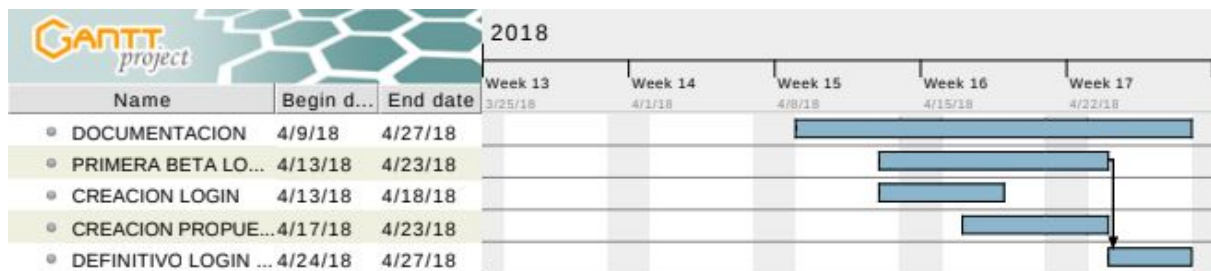 GANTT
project
2018
Week 13 Week 14 Week 15 Week 16 Week 17
Name Begin d... End date 3/25/18 4/1/18 4/8/18 4/15/18 4/22/18
DOCUMENTACION 4/9/18 4/27/18
PRIMERA BETA LO... 4/13/18 4/23/18
CREACION LOGIN 4/13/18 4/18/18
CREACION PROPUE... 4/17/18 4/23/18
DEFINITIVO LOGIN ... 4/24/18 4/27/18